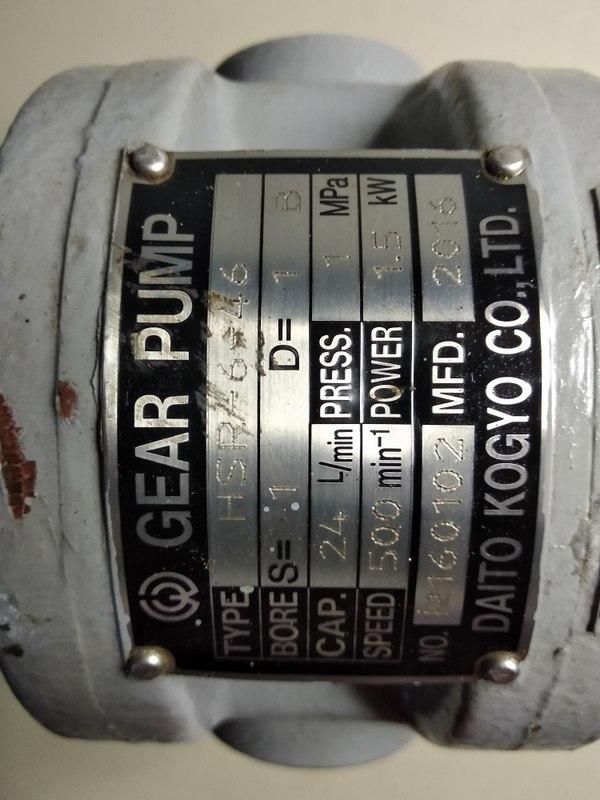 GEAR PUMP
TYPE HSR-6-46
BORE S= 1 D= 1 B
CAP. 24 L/min PRESS. 1 MPa
SPEED 500 min⁻¹ POWER 1.5 kW
NO. MFD. 2016
DAITO KOGYO CO., LTD.